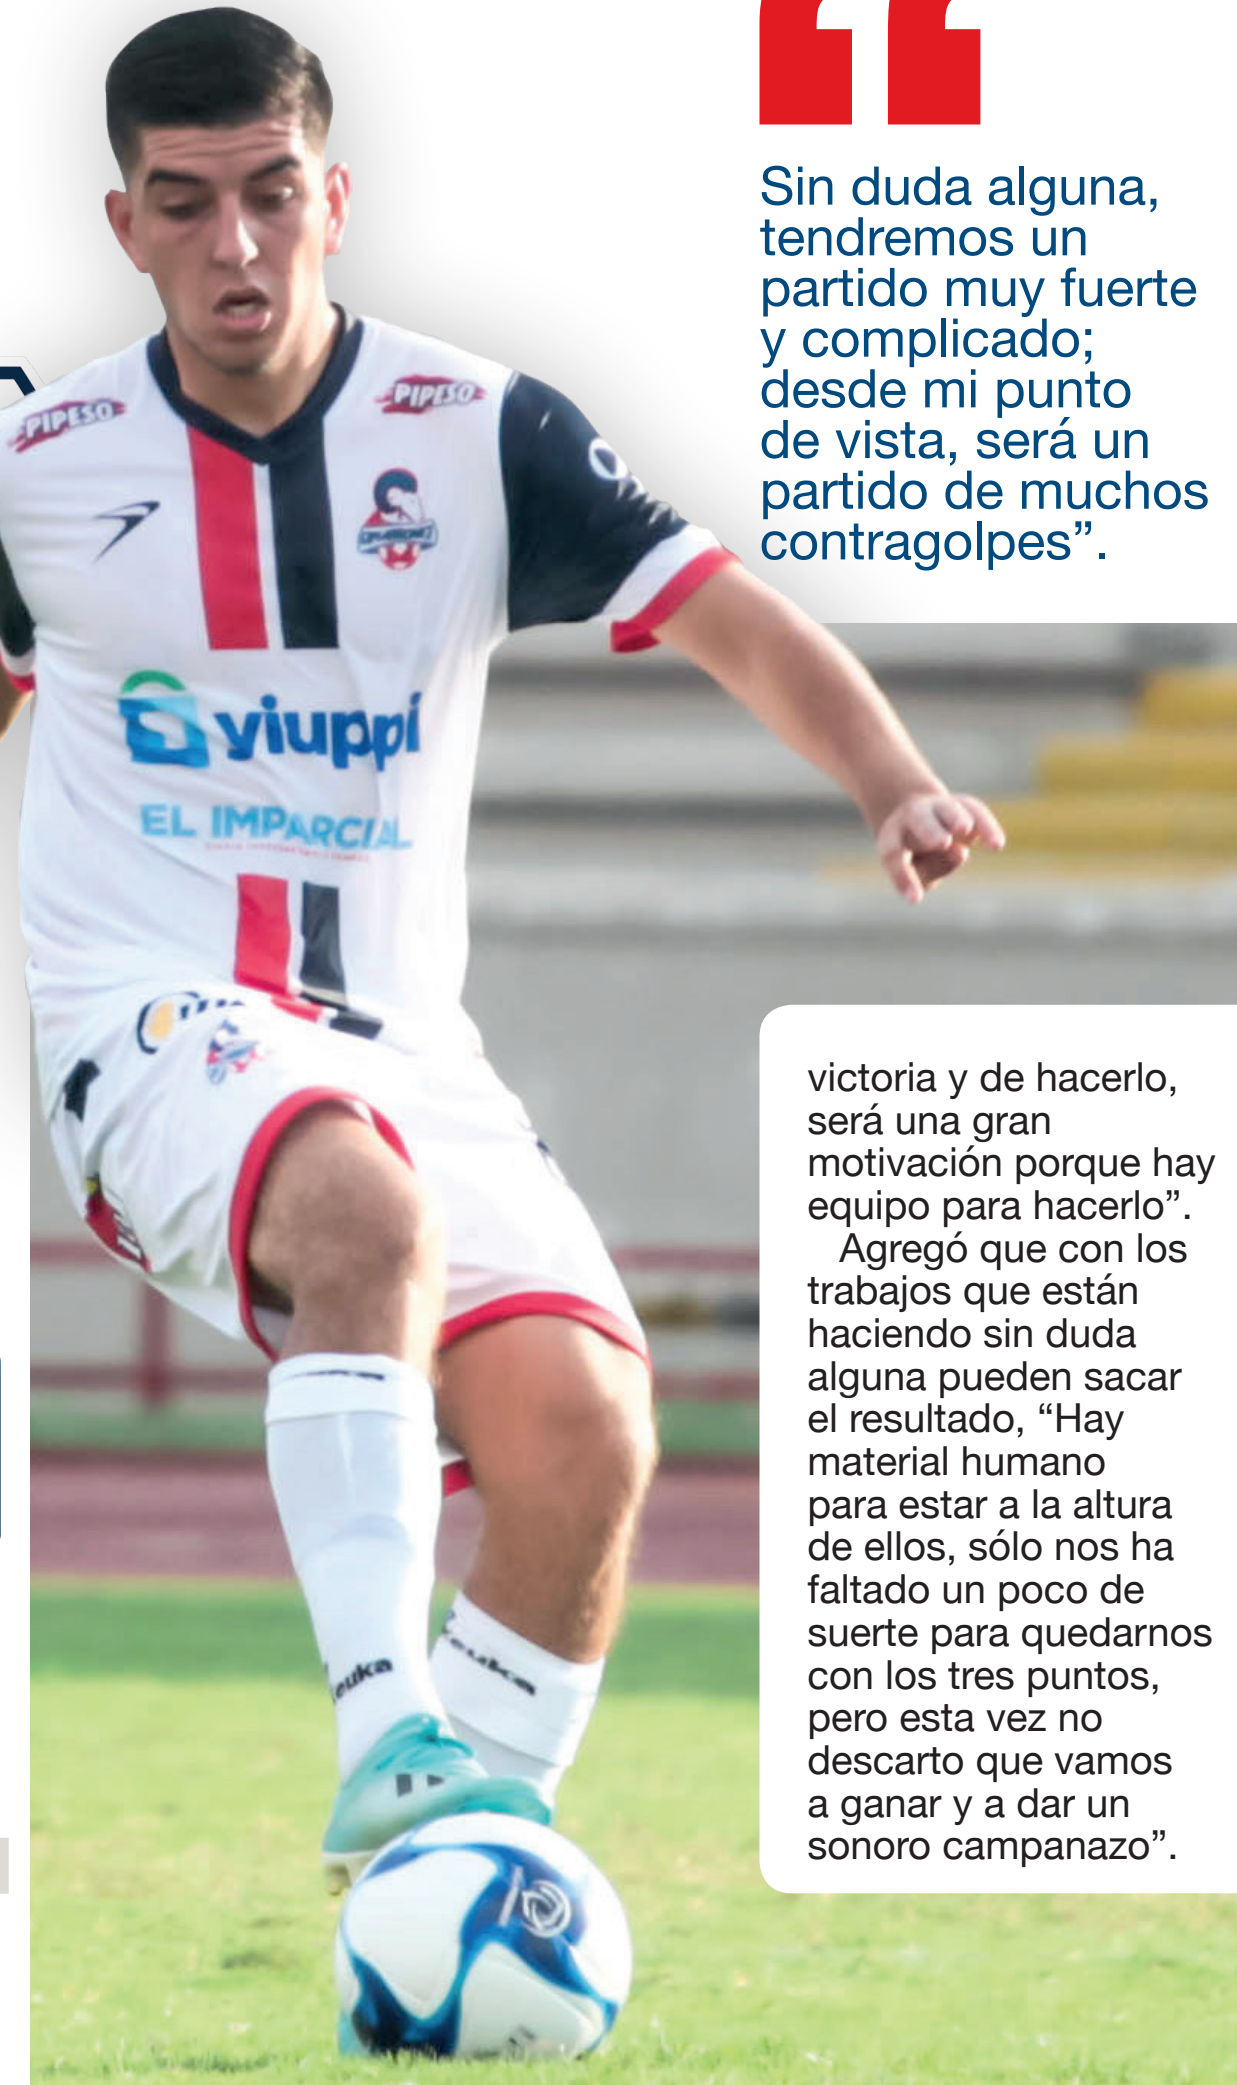 Sin duda alguna,
tendremos un
partido muy fuerte
y complicado;
desde mi punto
de vista, será un
partido de muchos
contragolpes”.
PIPESO
PIPESO
yiuppi
EL IMPARCIAL
victoria y de hacerlo,
será una gran
motivación porque hay
equipo para hacerlo”.
Agregó que con los
trabajos que están
haciendo sin duda
alguna pueden sacar
el resultado, “Hay
material humano
para estar a la altura
de ellos, sólo nos ha
faltado un poco de
suerte para quedarnos
con los tres puntos,
pero esta vez no
descarto que vamos
a ganar y a dar un
sonoro campanazo”.
euka
euka